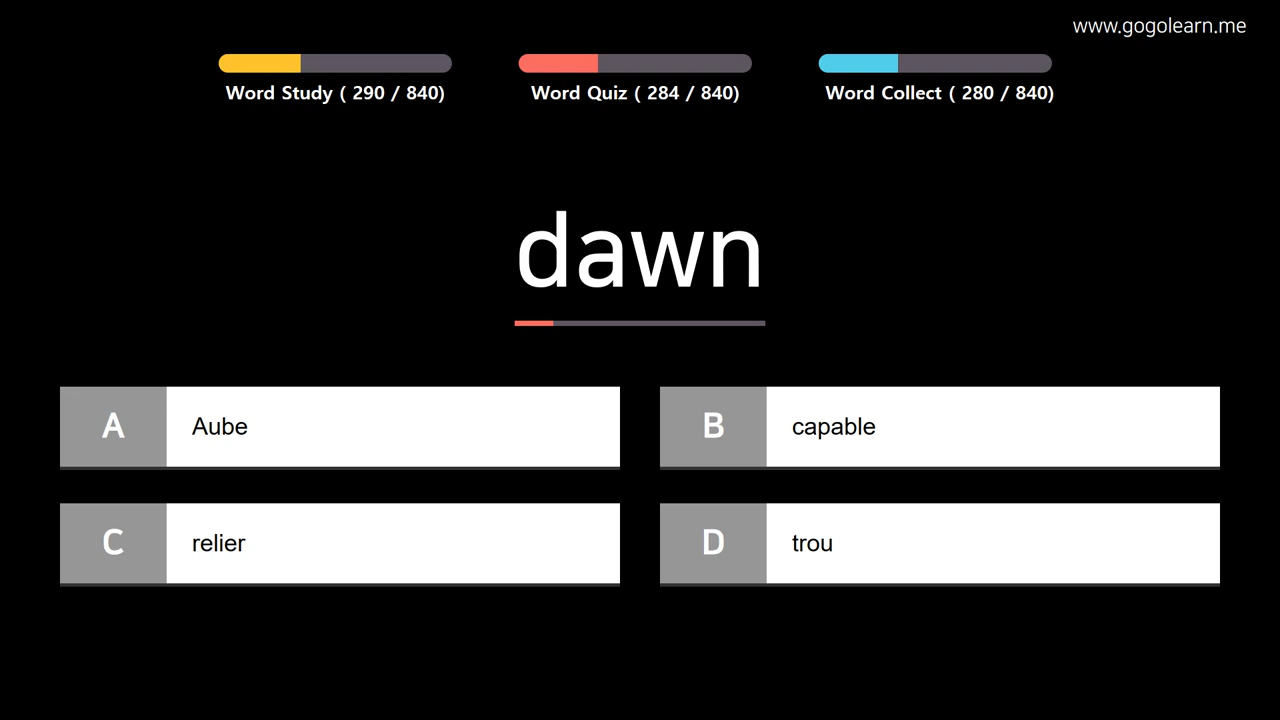 www.gogolearn.me
Word Study ( 290 / 840)
Word Quiz ( 284 / 840)
Word Collect ( 280 / 840)
dawn
A
Aube
B
capable
C
relier
D
trou